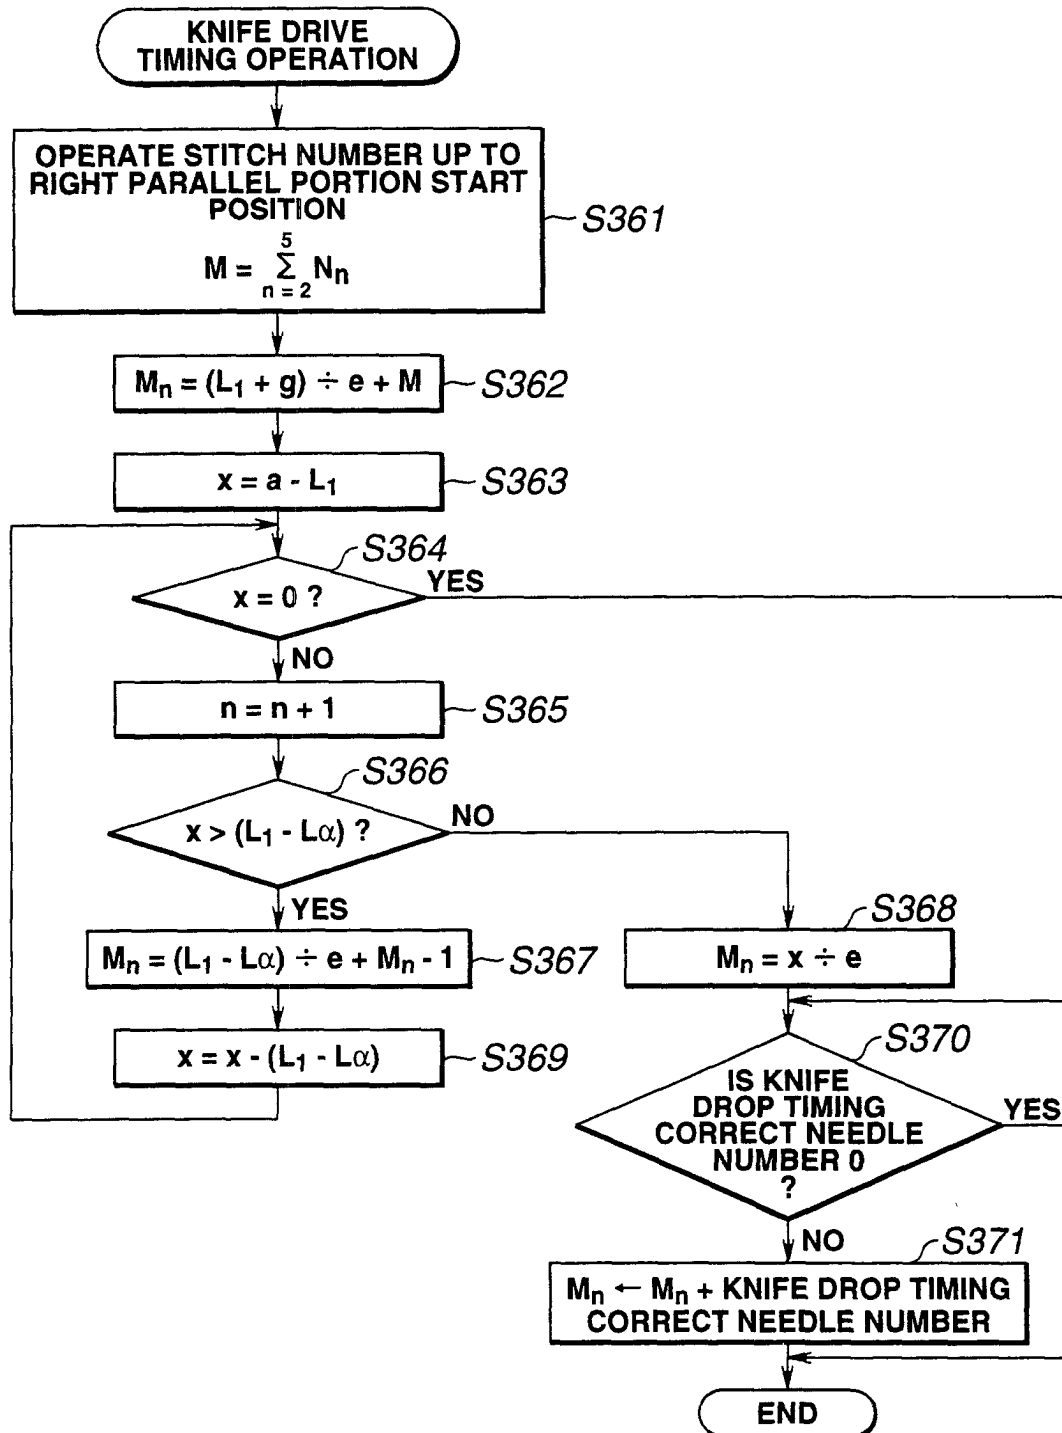 KNIFE DRIVE
TIMING OPERATION
OPERATE STITCH NUMBER UP TO
RIGHT PARALLEL PORTION START
POSITION
5
M = Σ Nn
n = 2
S361
Mn = (L1 + g) ÷ e + M
S362
x = a - L1
S363
S364
x = 0 ?
YES
NO
n = n + 1
S365
S366
x > (L1 - Lα) ?
NO
YES
Mn = (L1 - Lα) ÷ e + Mn - 1
S367
S368
Mn = x ÷ e
x = x - (L1 - Lα)
S369
S370
IS KNIFE
DROP TIMING
CORRECT NEEDLE
NUMBER 0
?
YES
NO
S371
Mn ← Mn + KNIFE DROP TIMING
CORRECT NEEDLE NUMBER
END